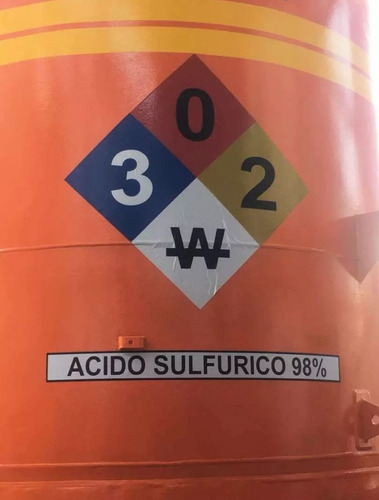 0
3 2
W
ACIDO SULFURICO 98%